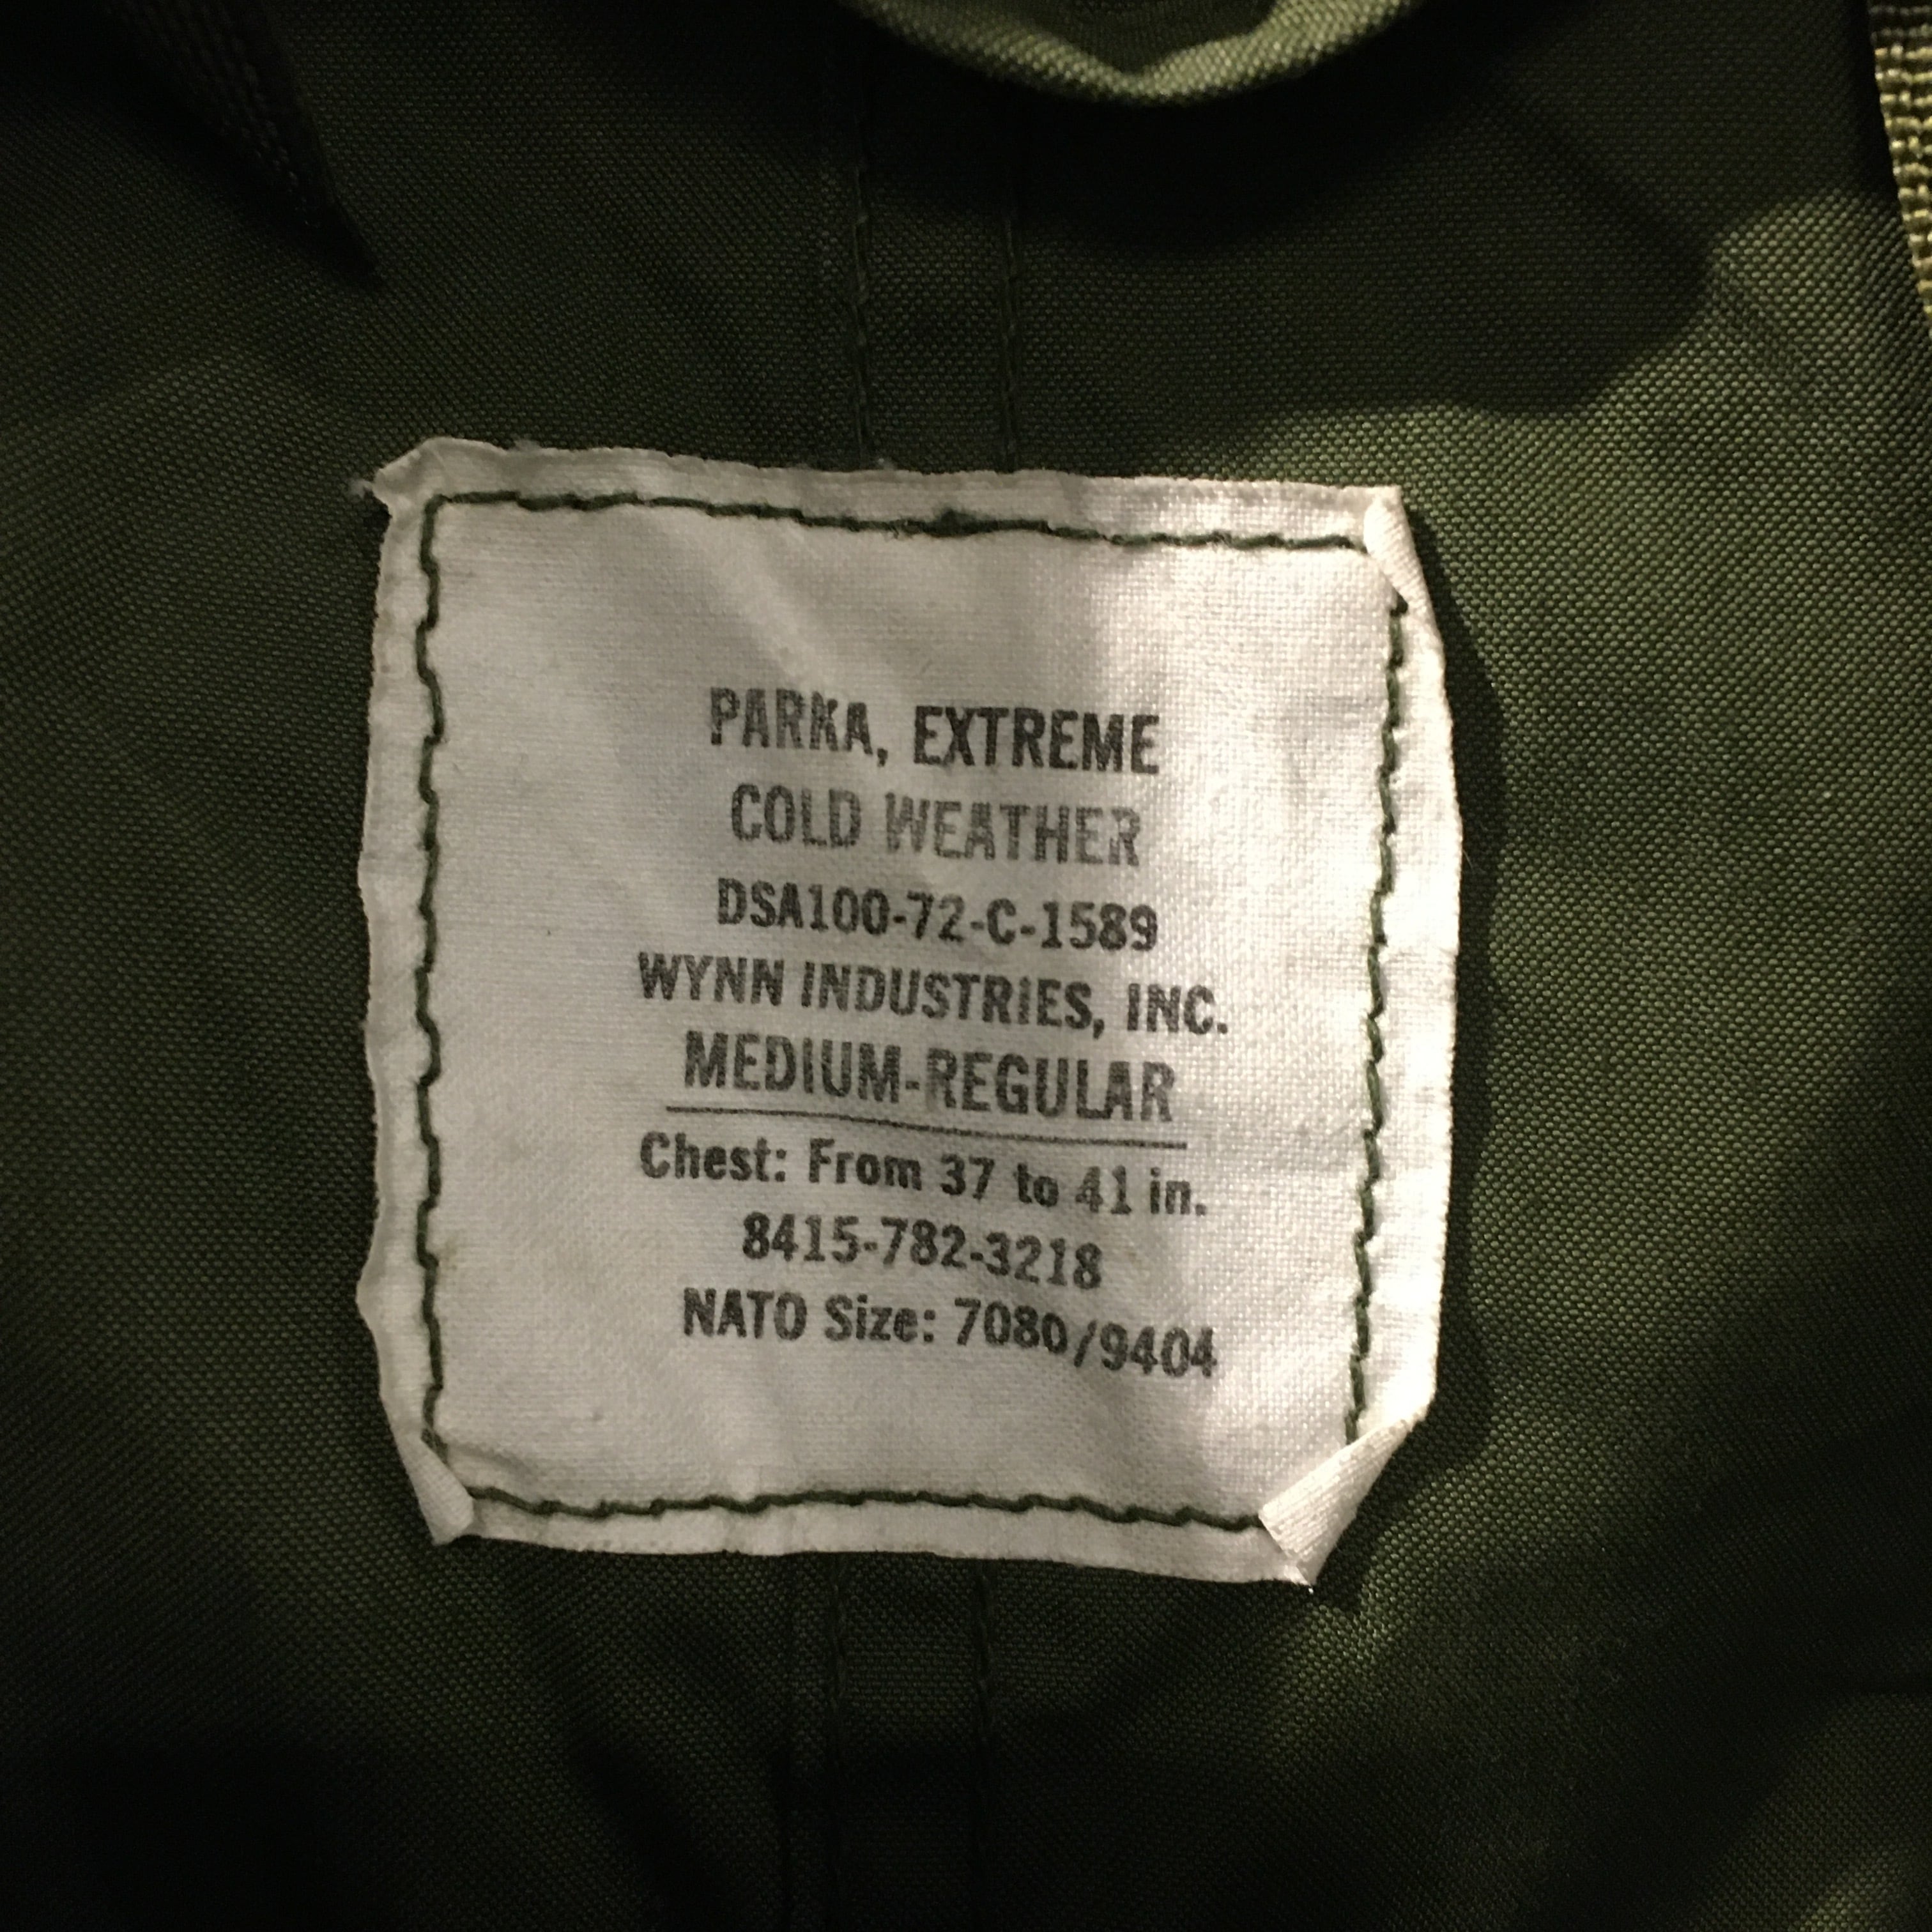 PARKA, EXTREME
COLD WEATHER
DSA100-72-C-1589
WYNN INDUSTRIES, INC.
MEDIUM-REGULAR
Chest: From 37 to 41 in.
8415-782-3218
NATO Size: 7080/9404